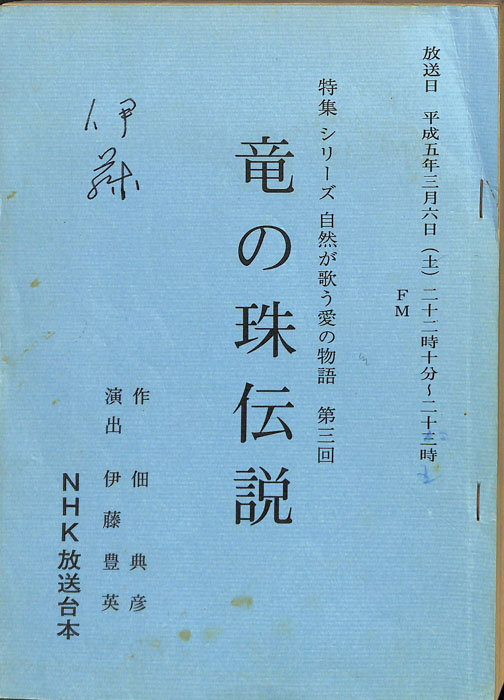 放送日 平成五年三月六日（土）二十二時十分～二十三時
FM
特集 シリーズ 自然が歌う愛の物語 第三回
竜の珠伝説
作 佃 典彦
演出 伊藤豊英
NHK放送台本
伊藤